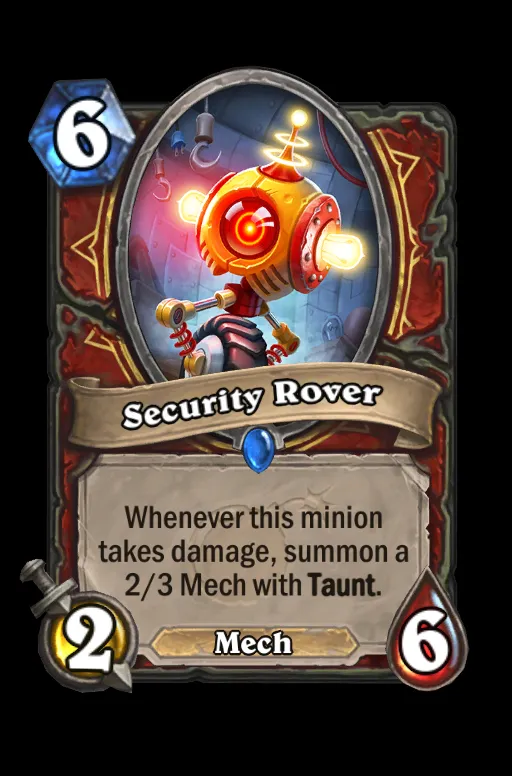 6
Security Rover
Whenever this minion
takes damage, summon a
2/3 Mech with Taunt.
2
Mech
6